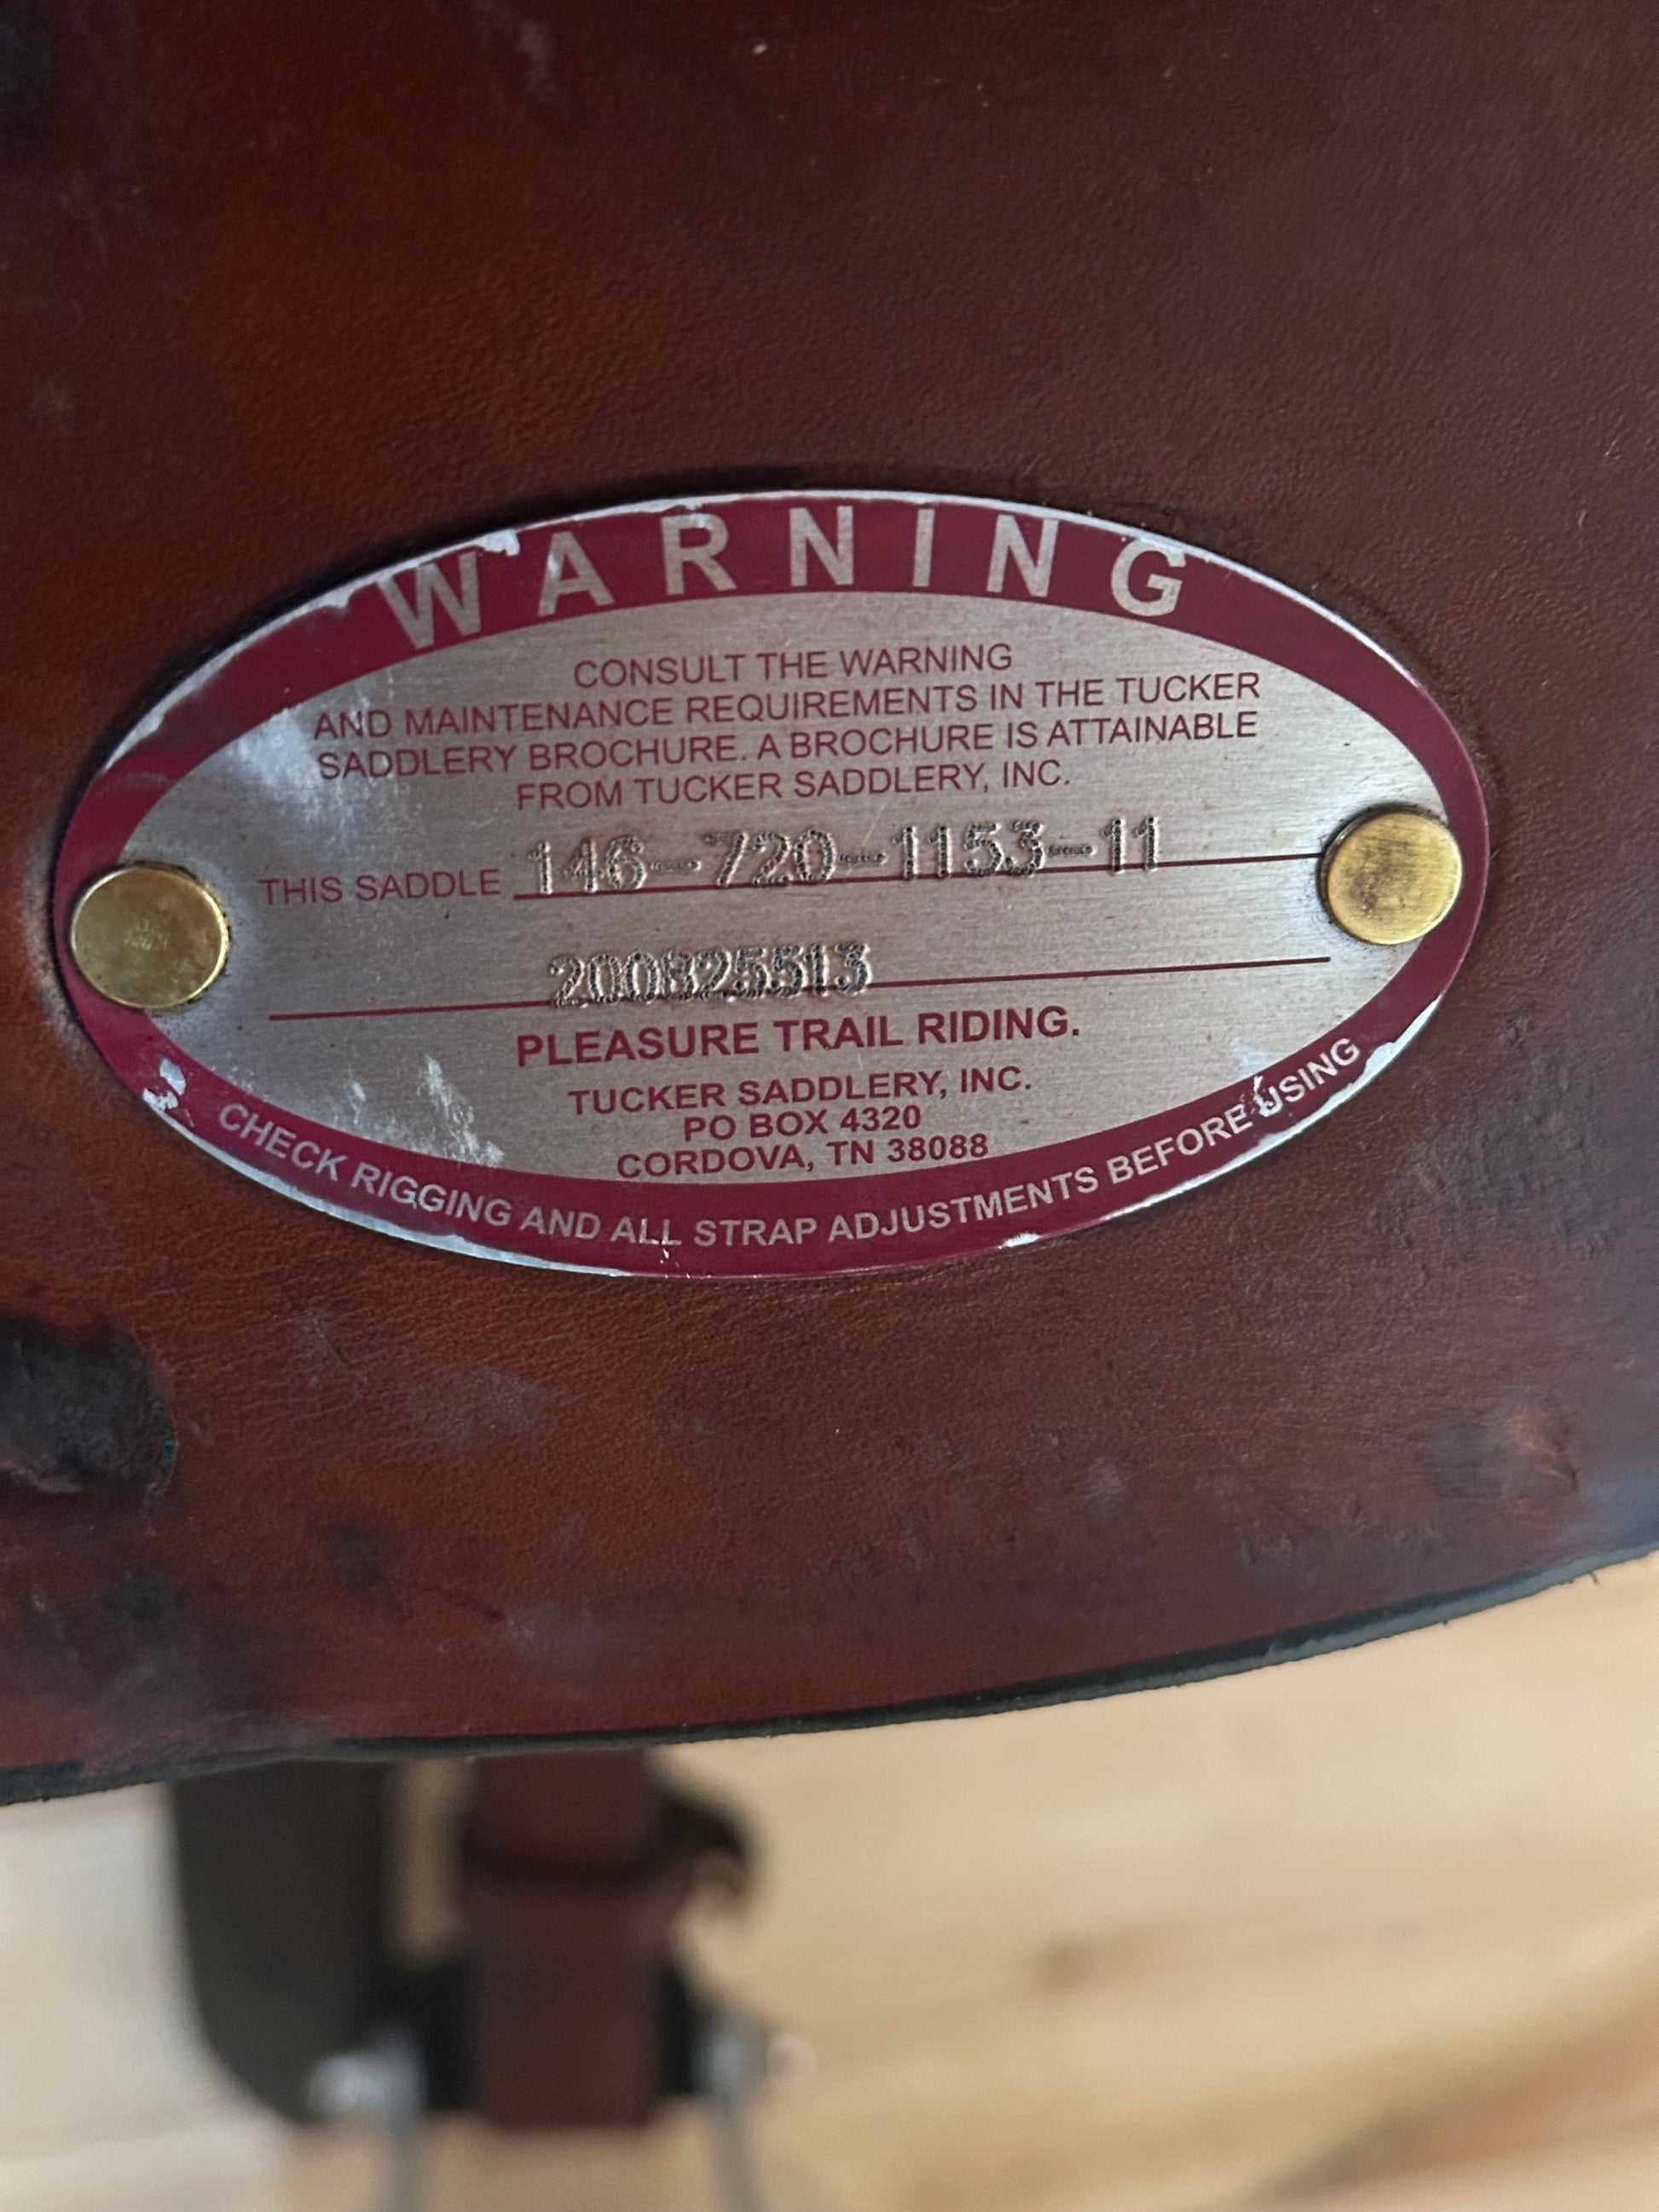 WARNING
CONSULT THE WARNING
AND MAINTENANCE REQUIREMENTS IN THE TUCKER
SADDLERY BROCHURE. A BROCHURE IS ATTAINABLE
FROM TUCKER SADDLERY, INC.
THIS SADDLE 146-720-1153-11
200825513
PLEASURE TRAIL RIDING.
TUCKER SADDLERY, INC.
PO BOX 4320
CORDOVA, TN 38088
CHECK RIGGING AND ALL STRAP ADJUSTMENTS BEFORE USING